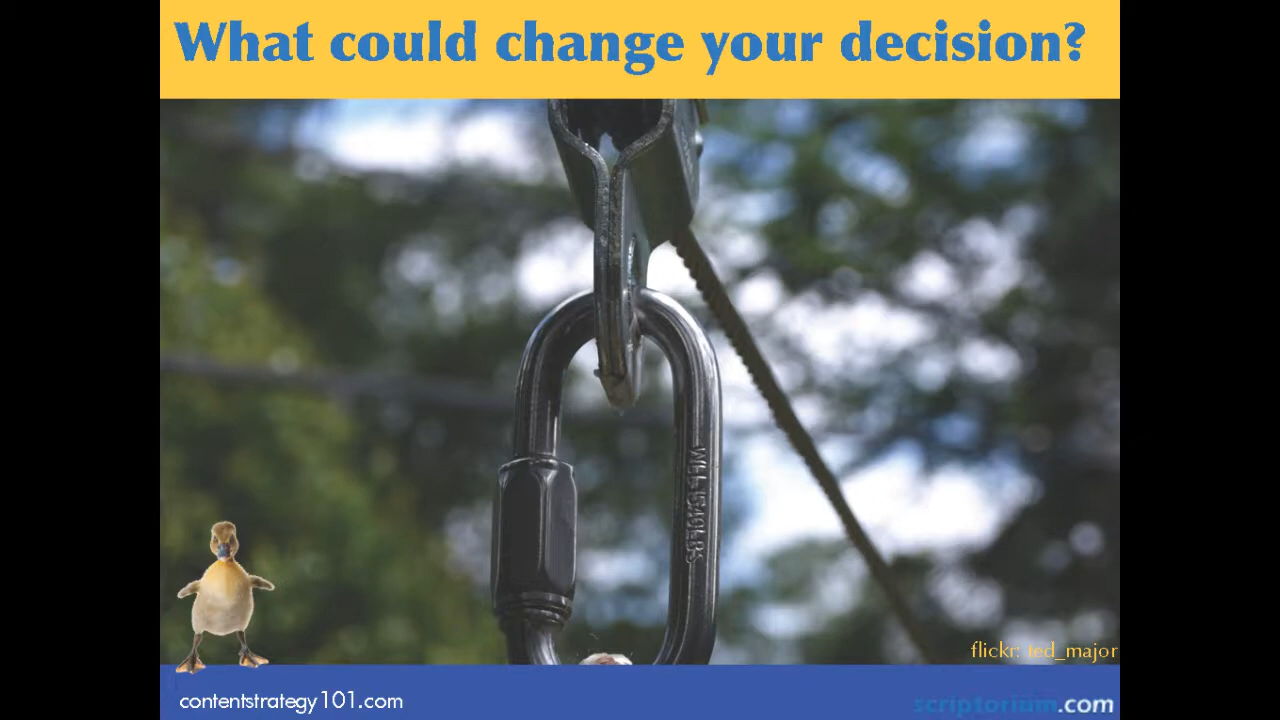 What could change your decision?
flickr: ted_major
contentstrategy101.com
scriptorium.com